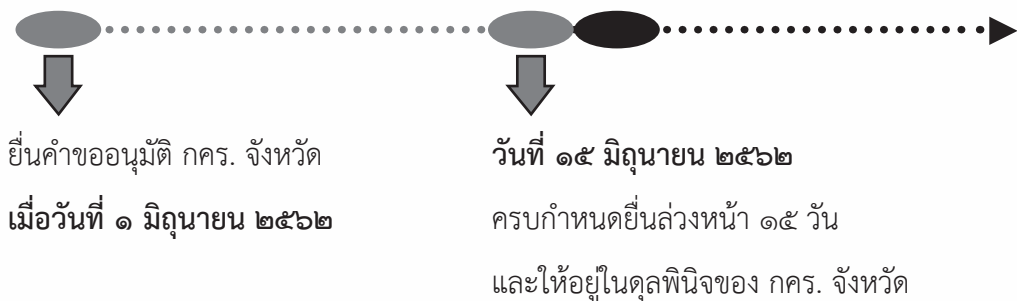 ยื่นคำขออนุมัติ กคร. จังหวัด
เมื่อวันที่ ๑ มิถุนายน ๒๕๖๒
วันที่ ๑๕ มิถุนายน ๒๕๖๒
ครบกำหนดยื่นล่วงหน้า ๑๕ วัน
และให้อยู่ในดุลพินิจของ กคร. จังหวัด